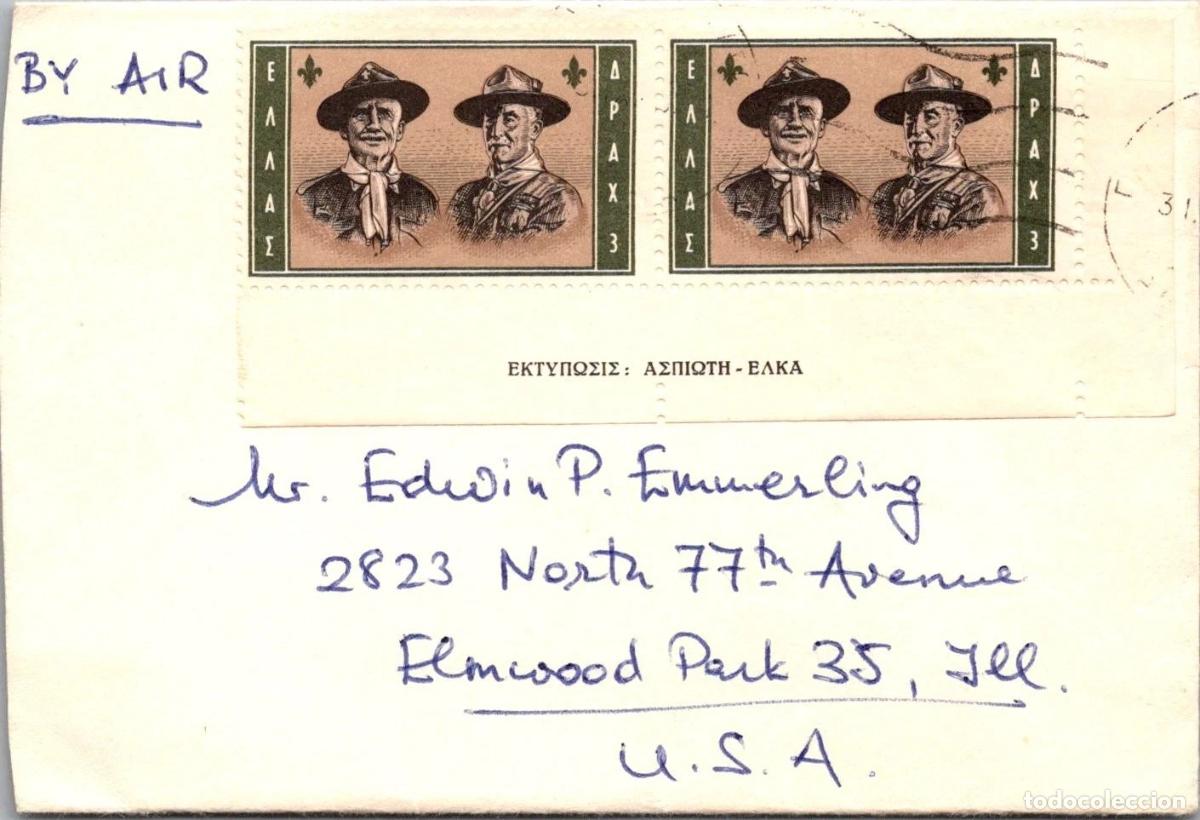 BY AIR
ΕΛΛΑΣ
ΔΡΑΧ 3
ΕΛΛΑΣ
ΔΡΑΧ 3
31
ΕΚΤΥΠΩΣΙΣ: ΑΣΠΙΩΤΗ - ΕΛΚΑ
Mr. Edwin P. Emmerling
2823 North 77th Avenue
Elmwood Park 35, Ill.
U.S.A.
todocoleccion